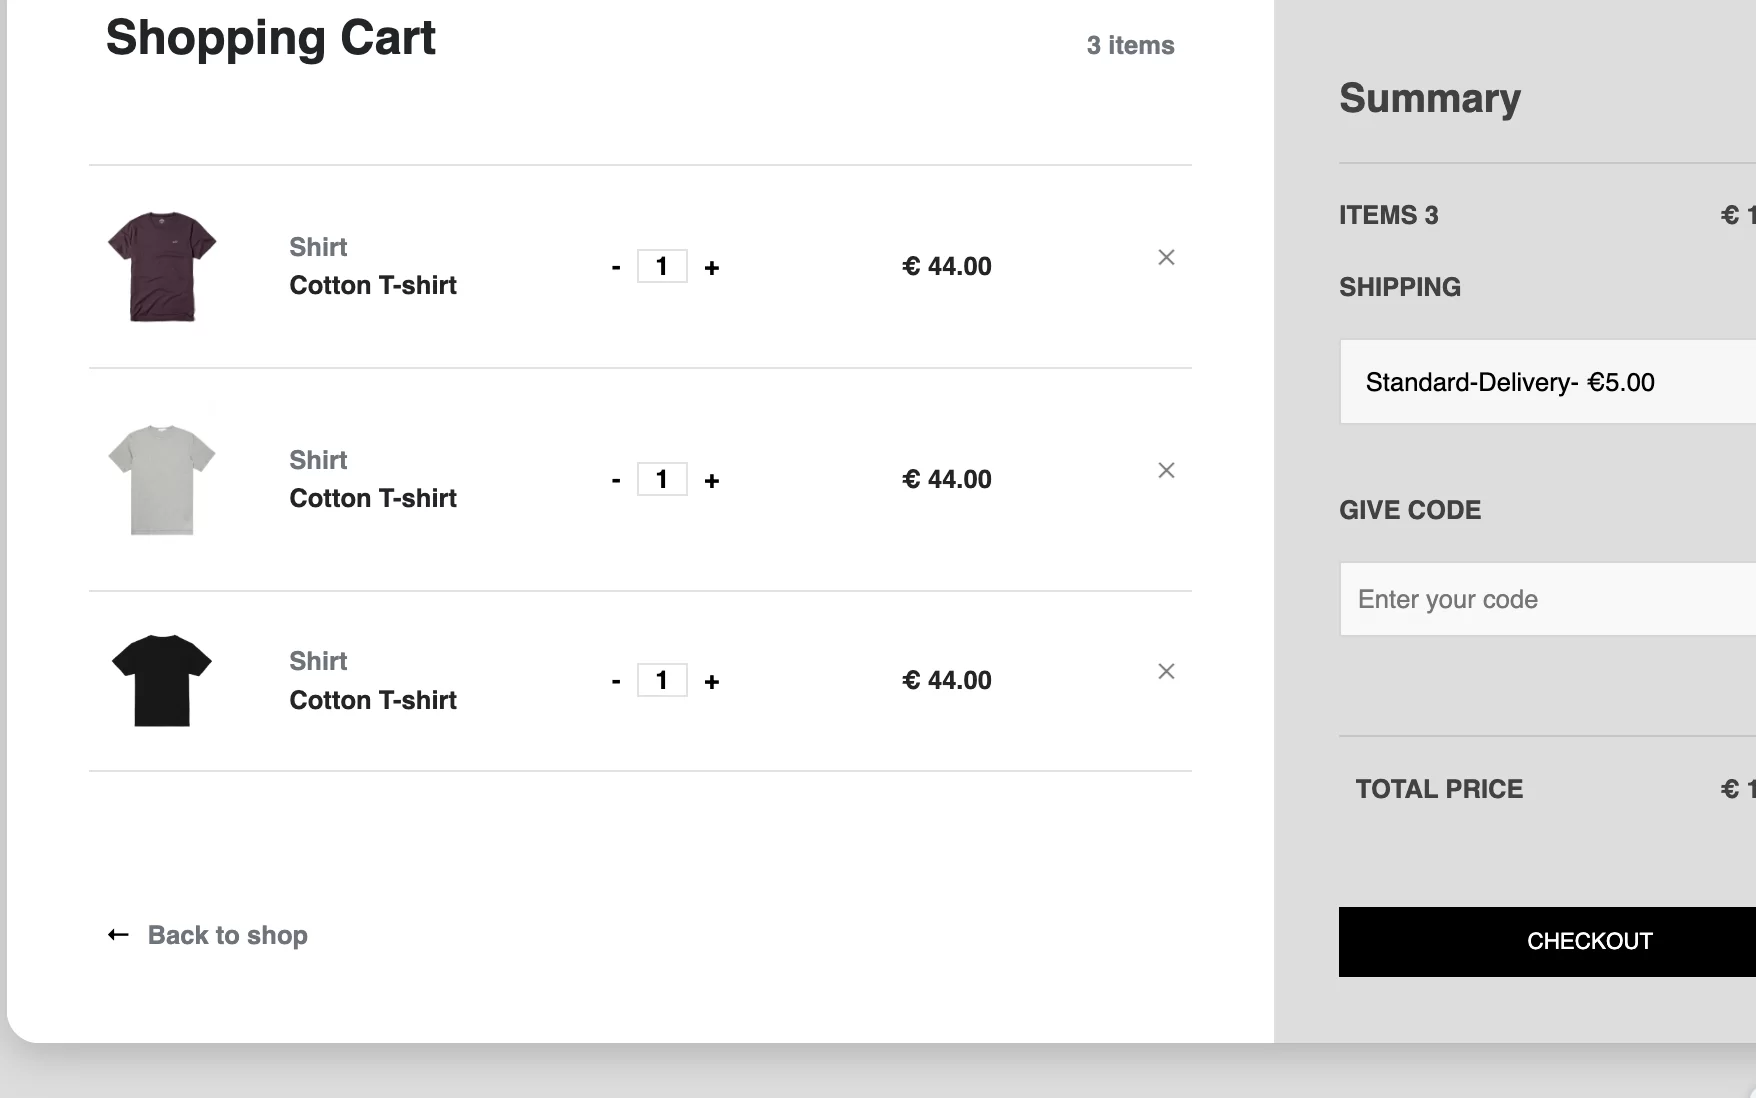 Shopping Cart
3 items
Shirt
Cotton T-shirt
- 1 +
€ 44.00
×
Shirt
Cotton T-shirt
- 1 +
€ 44.00
×
Shirt
Cotton T-shirt
- 1 +
€ 44.00
×
← Back to shop
Summary
ITEMS 3
€ 1
SHIPPING
Standard-Delivery- €5.00
GIVE CODE
Enter your code
TOTAL PRICE
€ 1
CHECKOUT